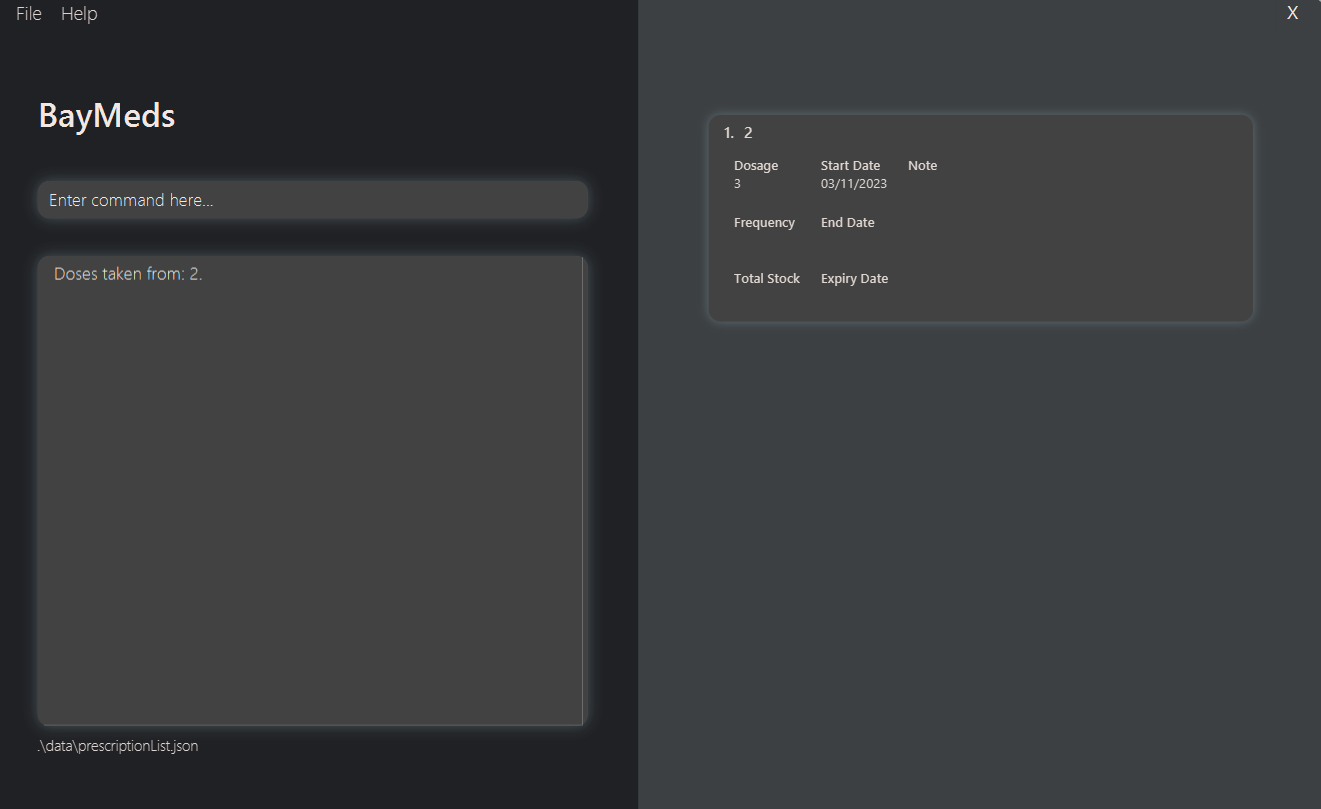 File Help
X
BayMeds
Enter command here...
Doses taken from: 2.
.\data\prescriptionList.json
1. 2
Dosage Start Date Note
3 03/11/2023
Frequency End Date
Total Stock Expiry Date